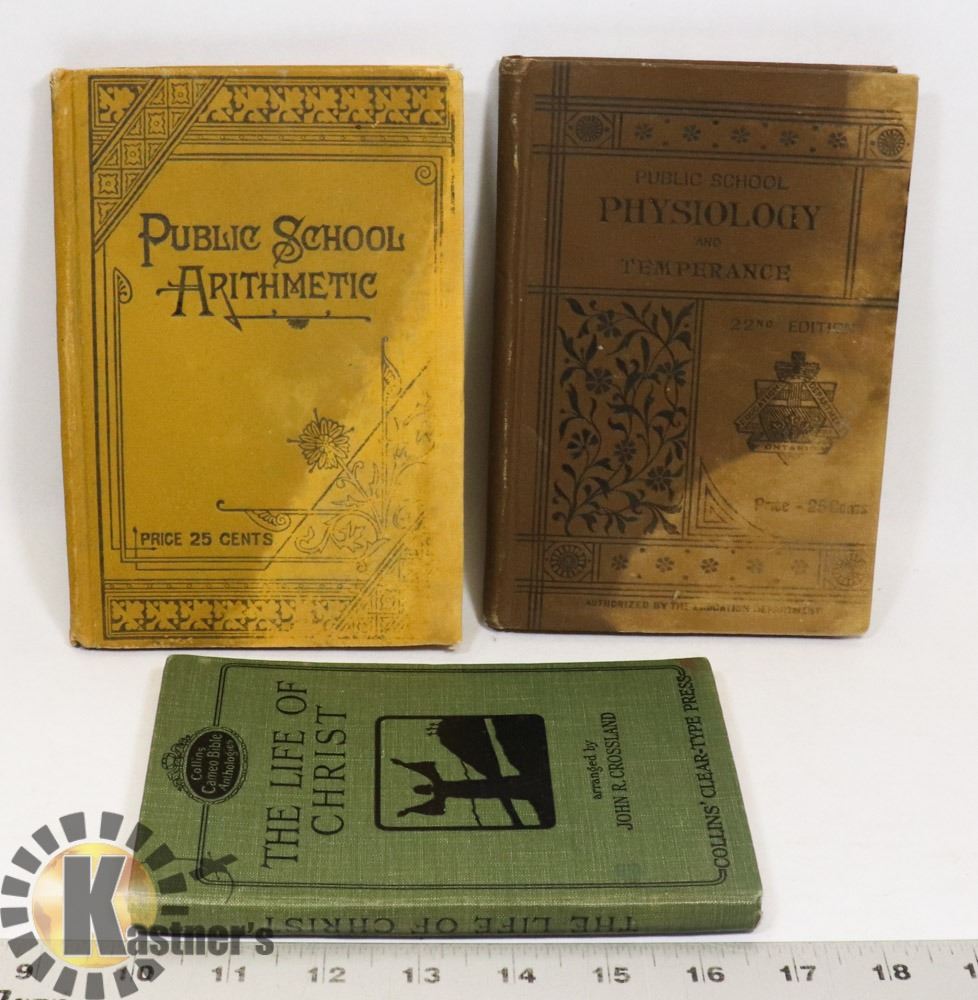 PUBLIC SCHOOL
ARITHMETIC
PRICE 25 CENTS
PUBLIC SCHOOL
PHYSIOLOGY
AND
TEMPERANCE
22ND EDITION
ONTARIO
Price - 25 Cents
AUTHORIZED BY THE EDUCATION DEPARTMENT
Collins
Cameo Bible
Anthologies
THE LIFE OF
CHRIST
arranged by
JOHN R. CROSSLAND
COLLINS' CLEAR-TYPE PRESS
THE LIFE OF CHRIST
Kastner's
9 10 11 12 13 14 15 16 17 18